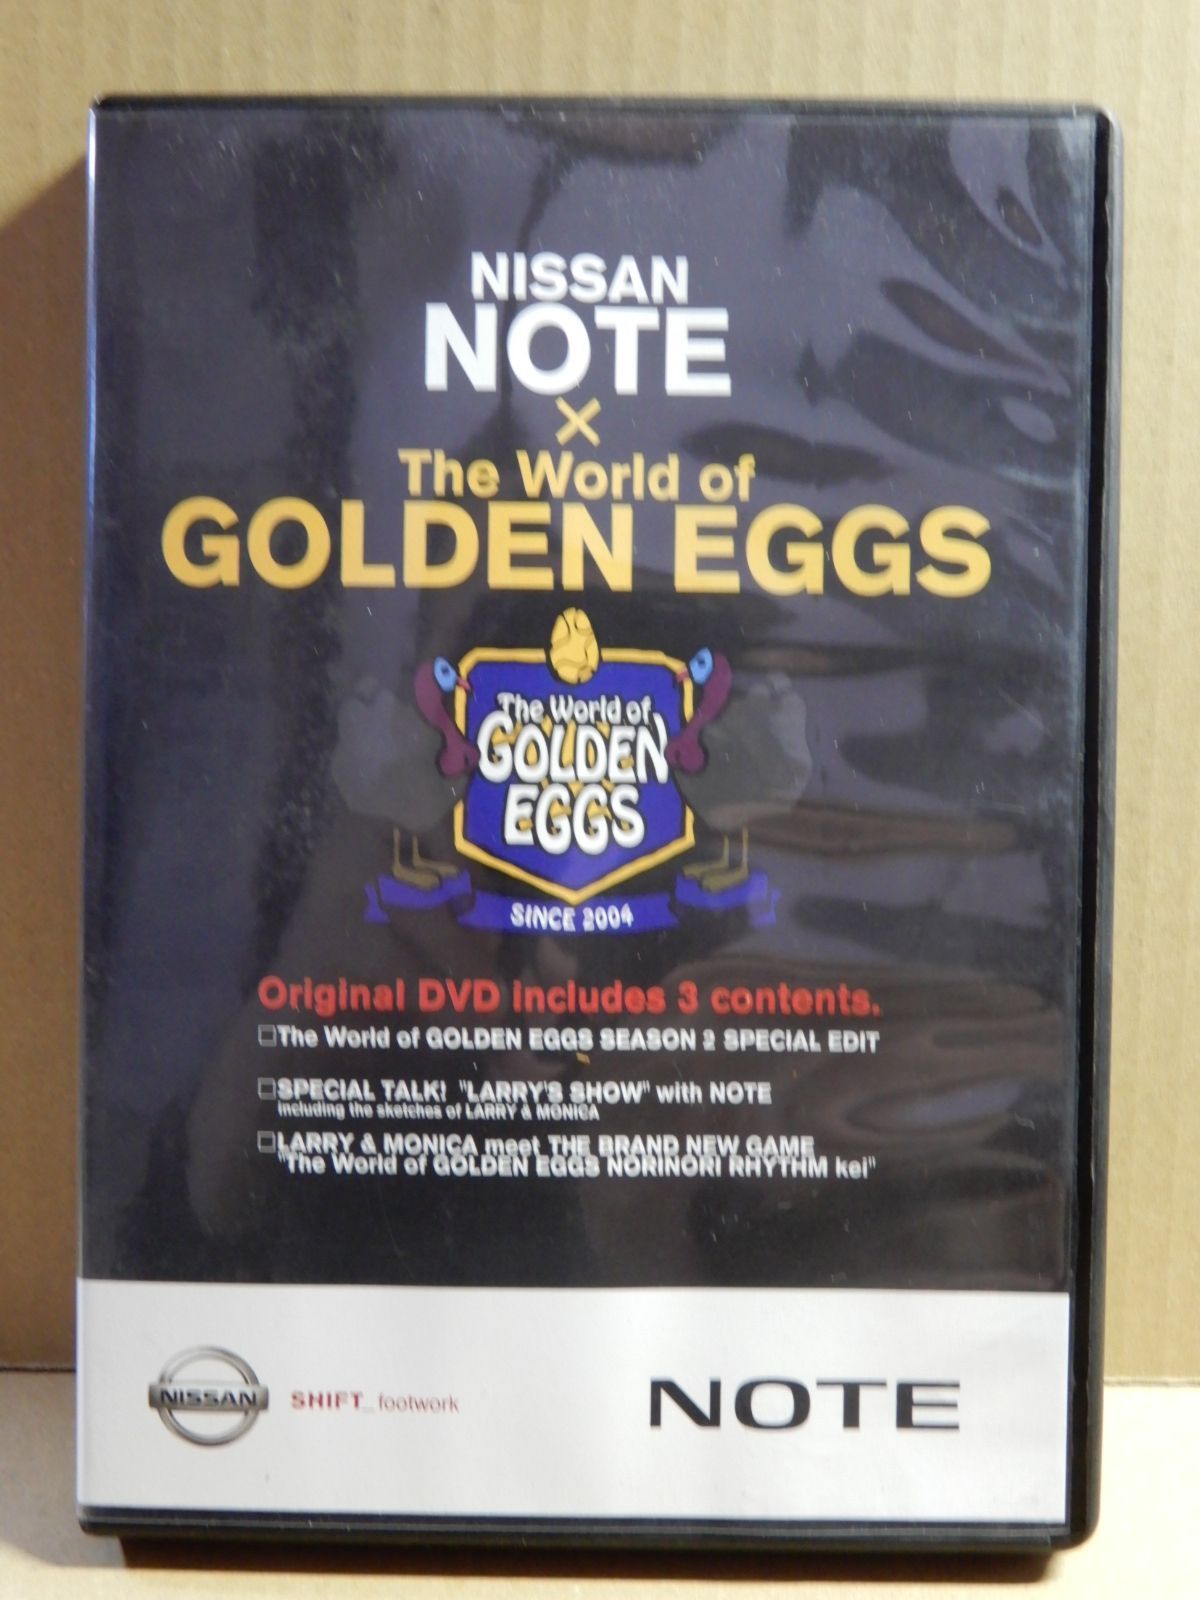 NISSAN
NOTE
×
The World of
GOLDEN EGGS
The World of
GOLDEN
EGGS
SINCE 2004
Original DVD includes 3 contents.
□The World of GOLDEN EGGS SEASON 2 SPECIAL EDIT
□SPECIAL TALK! "LARRY'S SHOW" with NOTE
including the sketches of LARRY & MONICA
□LARRY & MONICA meet THE BRAND NEW GAME
"The World of GOLDEN EGGS NORINORI RHYTHM kei"
NISSAN SHIFT_footwork NOTE